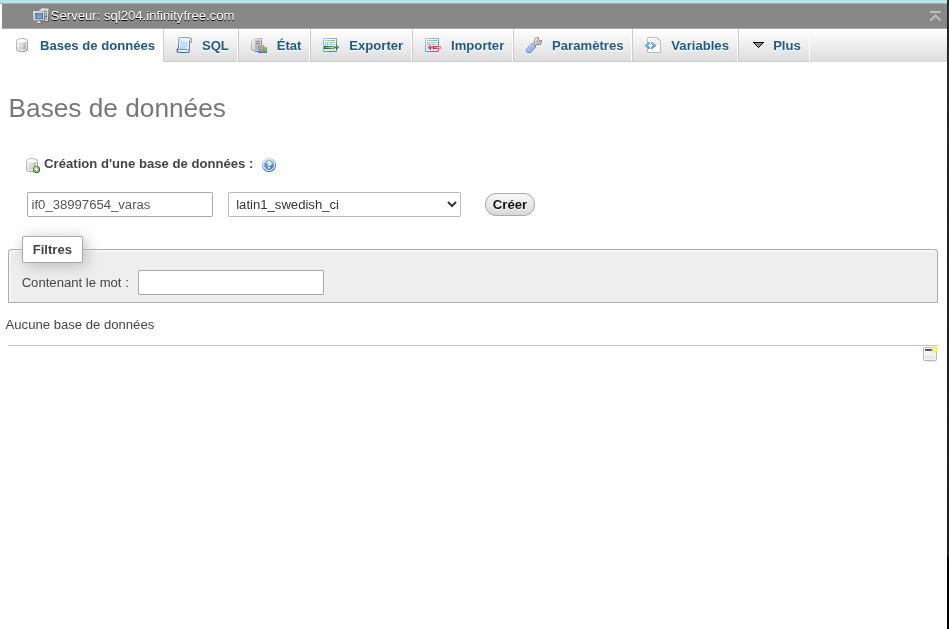 Serveur: sql204.infinityfree.com
Bases de données SQL État Exporter Importer Paramètres Variables Plus
Bases de données
Création d'une base de données :
if0_38997654_varas latin1_swedish_ci Créer
Filtres
Contenant le mot :
Aucune base de données